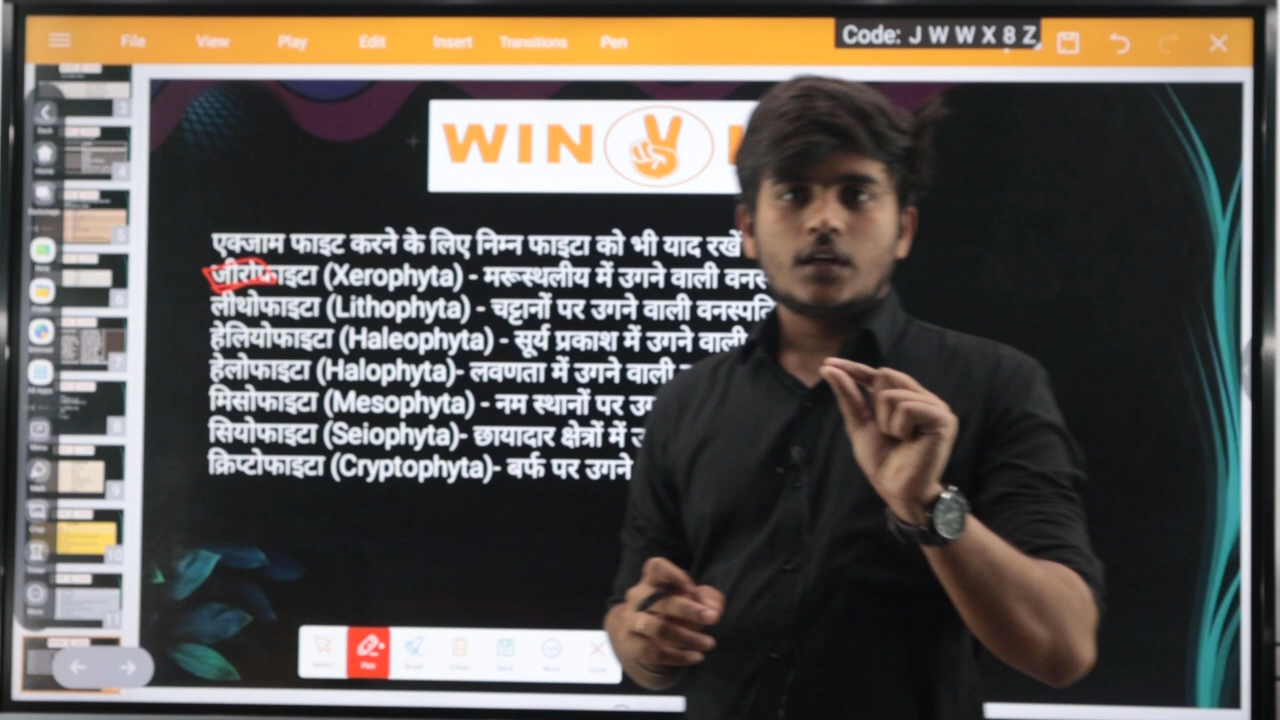 File View Play Edit Insert Transitions Pen
Code: J W W X 8 Z
WIN
एक्जाम फाइट करने के लिए निम्न फाइटा को भी याद रखें
जीरोफाइटा (Xerophyta) - मरूस्थलीय में उगने वाली
लीथोफाइटा (Lithophyta) - चट्टानों पर उगने वाली वनस्पति
हेलियोफाइटा (Haleophyta) - सूर्य प्रकाश में उगने वाली
हेलोफाइटा (Halophyta)- लवणता में उगने वाली
मिसोफाइटा (Mesophyta) - नम स्थानों पर
सियोफाइटा (Seiophyta)- छायादार क्षेत्रों में
क्रिप्टोफाइटा (Cryptophyta)- बर्फ पर उगने
Pen